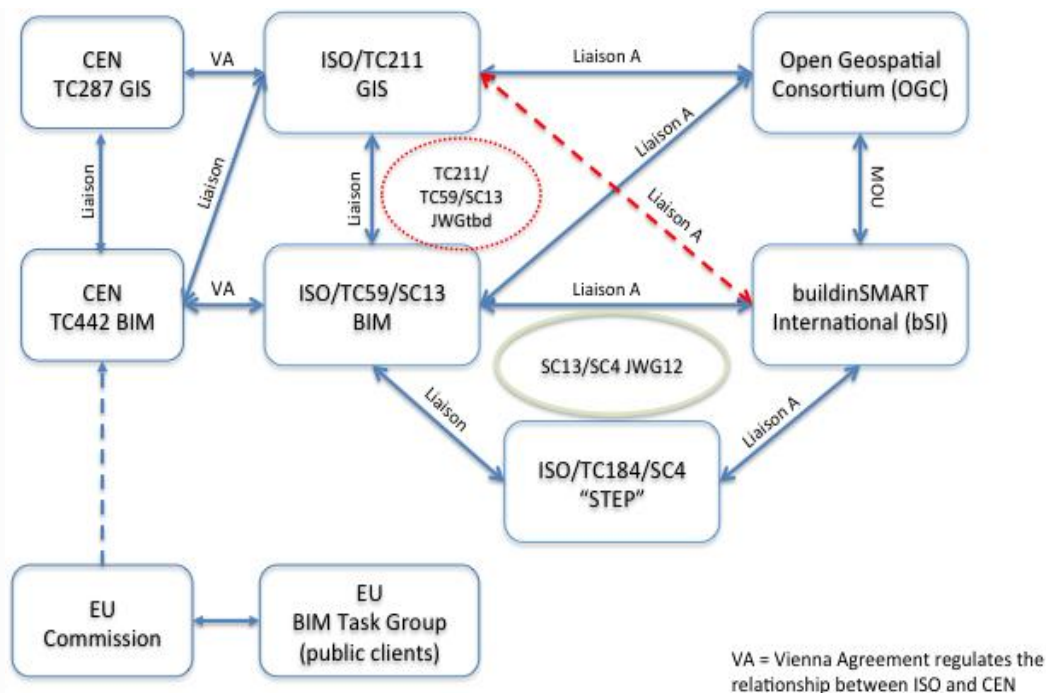 CEN
TC287 GIS
VA
ISO/TC211
GIS
Liaison A
Open Geospatial
Consortium (OGC)
Liaison
Liaison
Liaison
TC211/
TC59/SC13
JWGtbd
Liaison A
Liaison A
MOU
CEN
TC442 BIM
VA
ISO/TC59/SC13
BIM
Liaison A
buildinSMART
International (bSI)
SC13/SC4 JWG12
Liaison
Liaison A
ISO/TC184/SC4
“STEP”
EU
Commission
EU
BIM Task Group
(public clients)
VA = Vienna Agreement regulates the
relationship between ISO and CEN